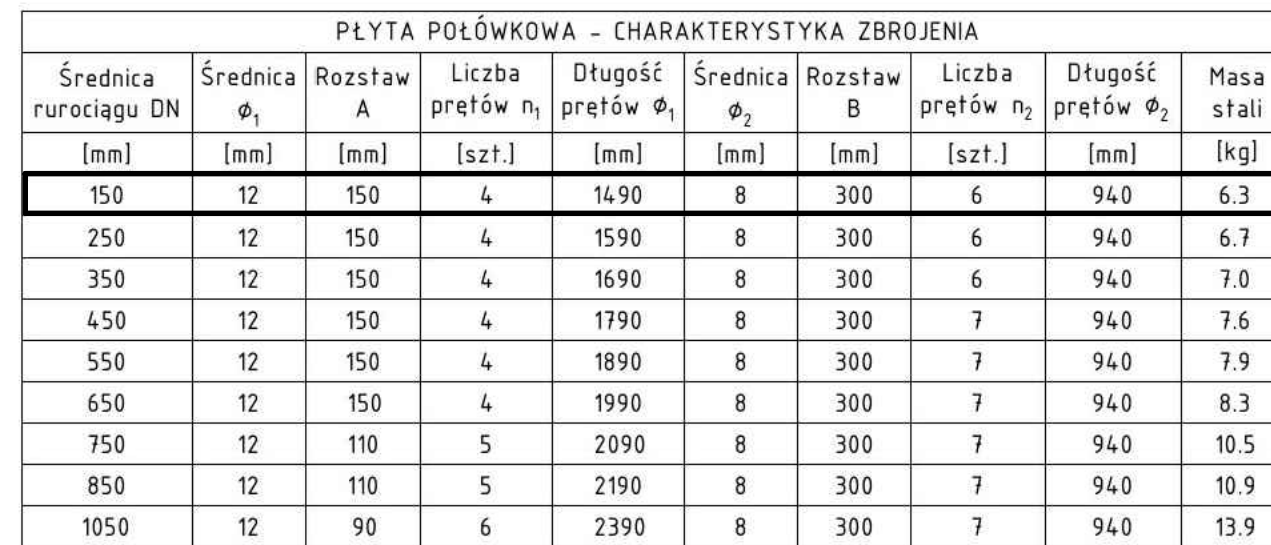 PŁYTA POŁÓWKOWA - CHARAKTERYSTYKA ZBROJENIA
Średnica rurociągu DN Średnica ϕ₁ Rozstaw A Liczba prętów n₁ Długość prętów ϕ₁ Średnica ϕ₂ Rozstaw B Liczba prętów n₂ Długość prętów ϕ₂ Masa stali
[mm] [mm] [mm] [szt.] [mm] [mm] [mm] [szt.] [mm] [kg]
150 12 150 4 1490 8 300 6 940 6.3
250 12 150 4 1590 8 300 6 940 6.7
350 12 150 4 1690 8 300 6 940 7.0
450 12 150 4 1790 8 300 7 940 7.6
550 12 150 4 1890 8 300 7 940 7.9
650 12 150 4 1990 8 300 7 940 8.3
750 12 110 5 2090 8 300 7 940 10.5
850 12 110 5 2190 8 300 7 940 10.9
1050 12 90 6 2390 8 300 7 940 13.9